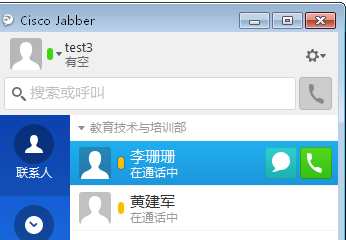 Cisco Jabber
test3
有空
搜索或呼叫
教育技术与培训部
联系人
李珊珊
在通话中
黄建军
在通话中